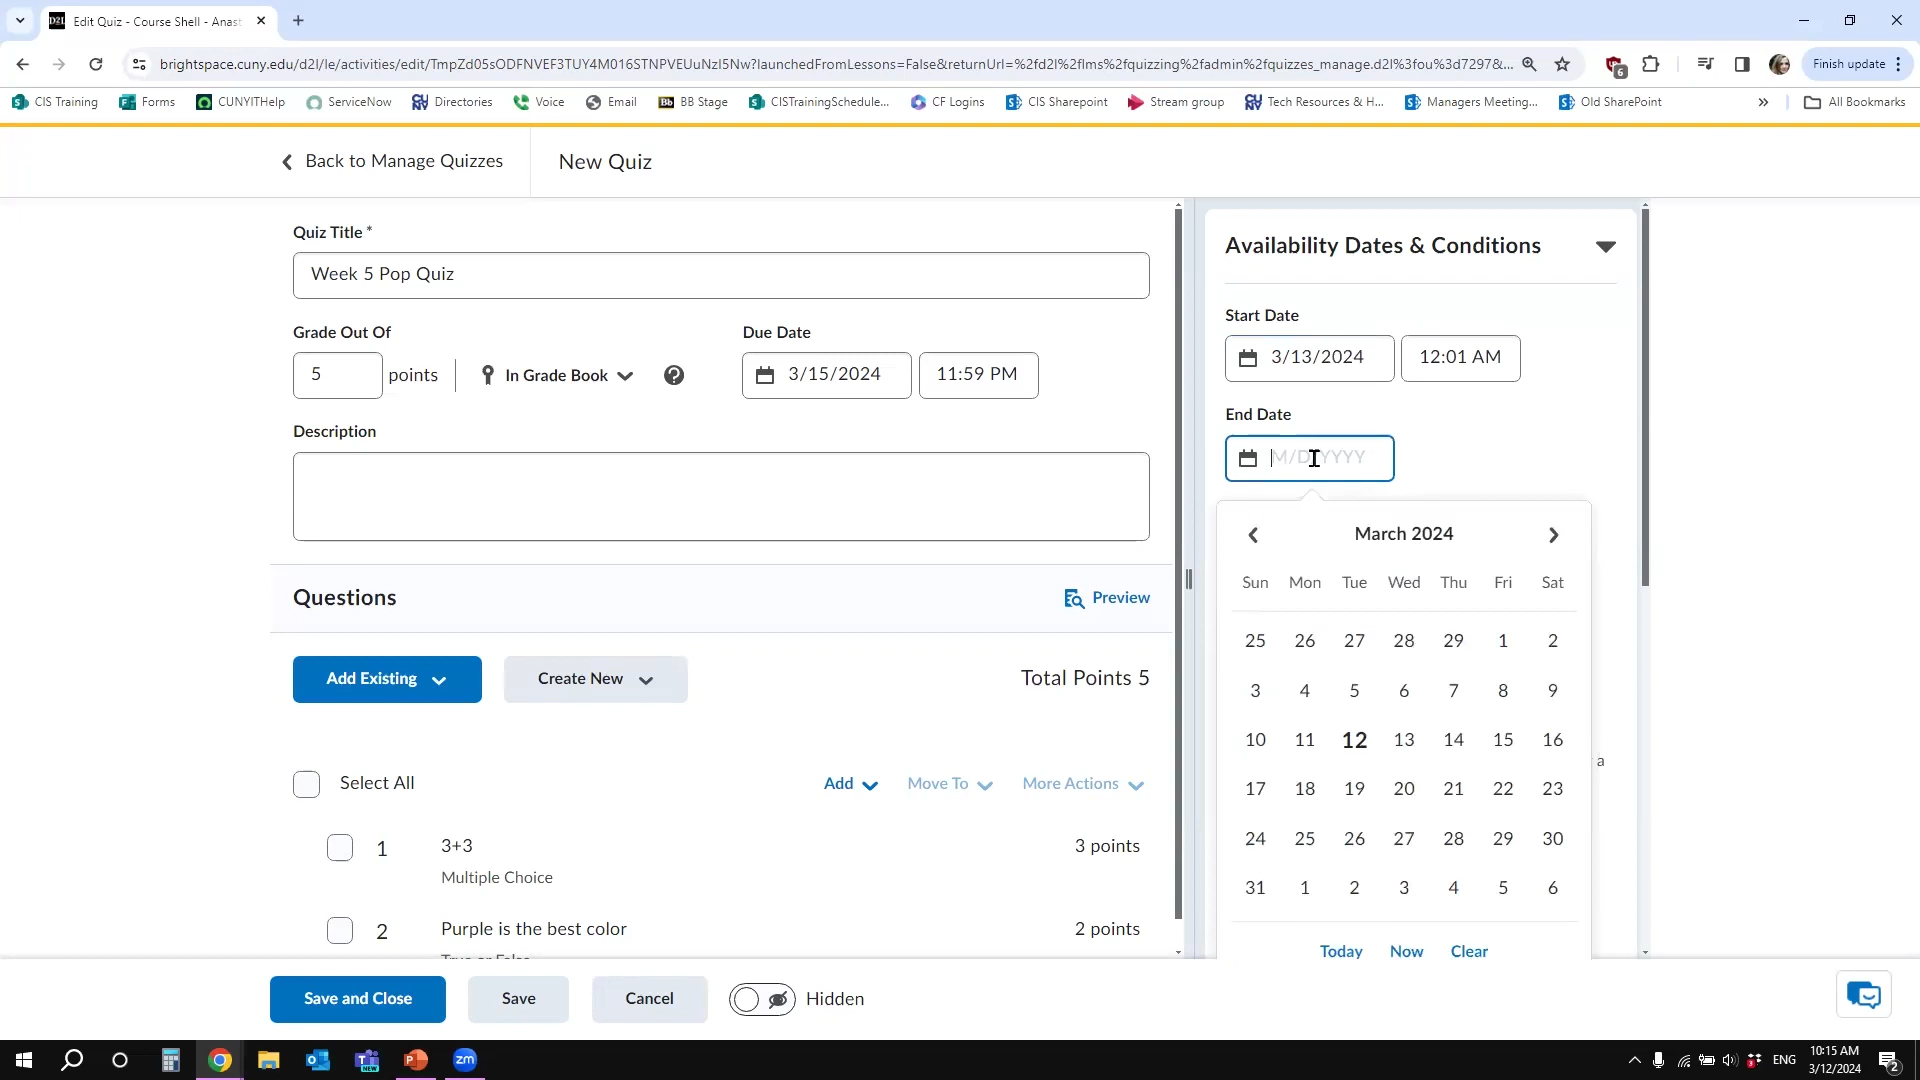 D2L Edit Quiz - Course Shell - Anast
brightspace.cuny.edu/d2l/le/activities/edit/TmpZd05sODFNVEF3TUY4M016STNPVEUuNzI5Nw?launchedFromLessons=False&returnUrl=%2fd2l%2flms%2fquizzing%2fadmin%2fquizzes_manage.d2l%3fou%3d7297&...
6
Finish update
CIS Training
Forms
CUNYITHelp
ServiceNow
Directories
Voice
Email
Bb BB Stage
CISTrainingSchedule...
CF Logins
CIS Sharepoint
Stream group
Tech Resources & H...
Managers Meeting...
Old SharePoint
»
All Bookmarks
Back to Manage Quizzes
New Quiz
Quiz Title *
Week 5 Pop Quiz
Grade Out Of
5 points
In Grade Book
Due Date
3/15/2024 11:59 PM
Description
Questions
Preview
Add Existing
Create New
Total Points 5
Select All
Add
Move To
More Actions
1 3+3 3 points
Multiple Choice
2 Purple is the best color 2 points
True or False
Availability Dates & Conditions
Start Date
3/13/2024 12:01 AM
End Date
M/D/YYYY
March 2024
Sun Mon Tue Wed Thu Fri Sat
25 26 27 28 29 1 2
3 4 5 6 7 8 9
10 11 12 13 14 15 16
17 18 19 20 21 22 23
24 25 26 27 28 29 30
31 1 2 3 4 5 6
Today Now Clear
a
Save and Close
Save
Cancel
Hidden
NEW
zm
ENG
10:15 AM
3/12/2024
2